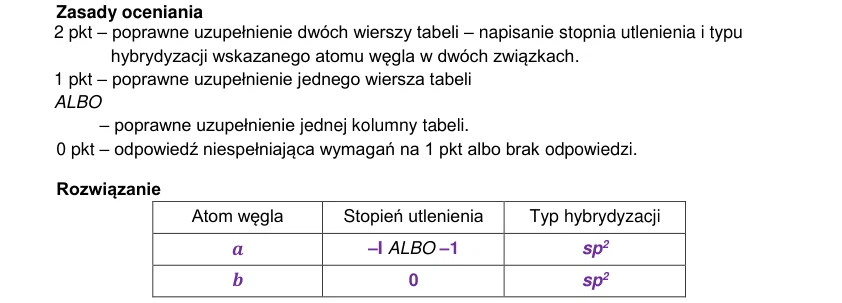 Zasady oceniania
2 pkt – poprawne uzupełnienie dwóch wierszy tabeli – napisanie stopnia utlenienia i typu
hybrydyzacji wskazanego atomu węgla w dwóch związkach.
1 pkt – poprawne uzupełnienie jednego wiersza tabeli
ALBO
– poprawne uzupełnienie jednej kolumny tabeli.
0 pkt – odpowiedź niespełniająca wymagań na 1 pkt albo brak odpowiedzi.
Rozwiązanie
Atom węgla Stopień utlenienia Typ hybrydyzacji
a –I ALBO –1 sp²
b 0 sp²